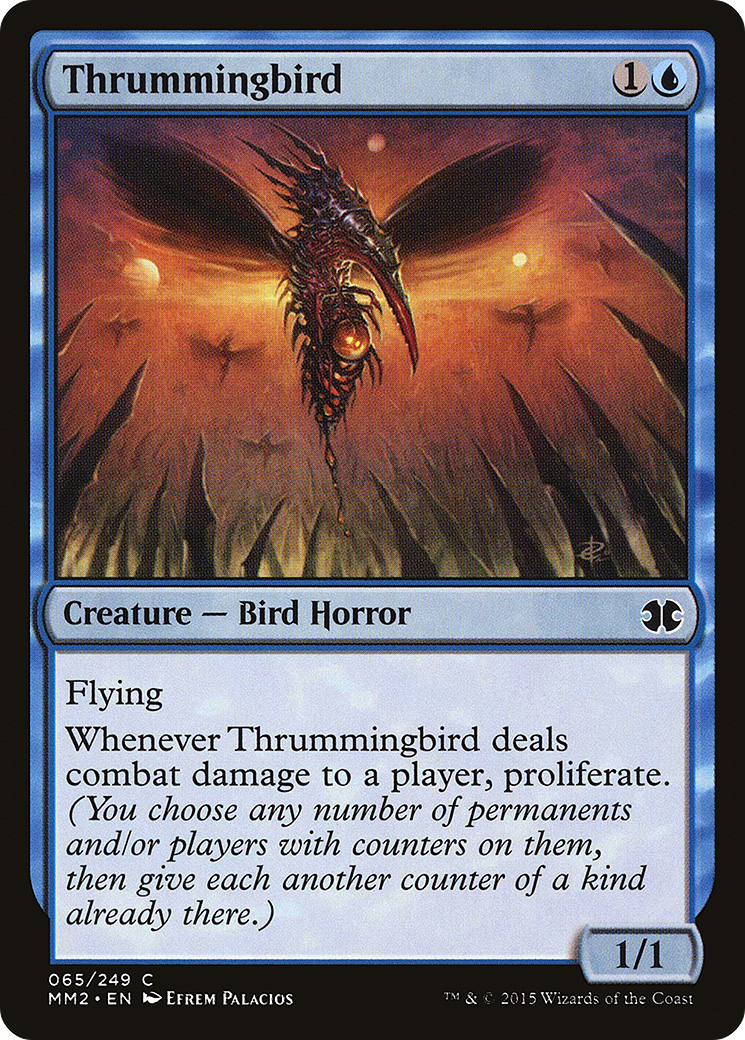 Thrummingbird 1
Creature — Bird Horror
Flying
Whenever Thrummingbird deals
combat damage to a player, proliferate.
(You choose any number of permanents
and/or players with counters on them,
then give each another counter of a kind
already there.)
1/1
065/249 C
MM2 • EN EFREM PALACIOS
™ & © 2015 Wizards of the Coast